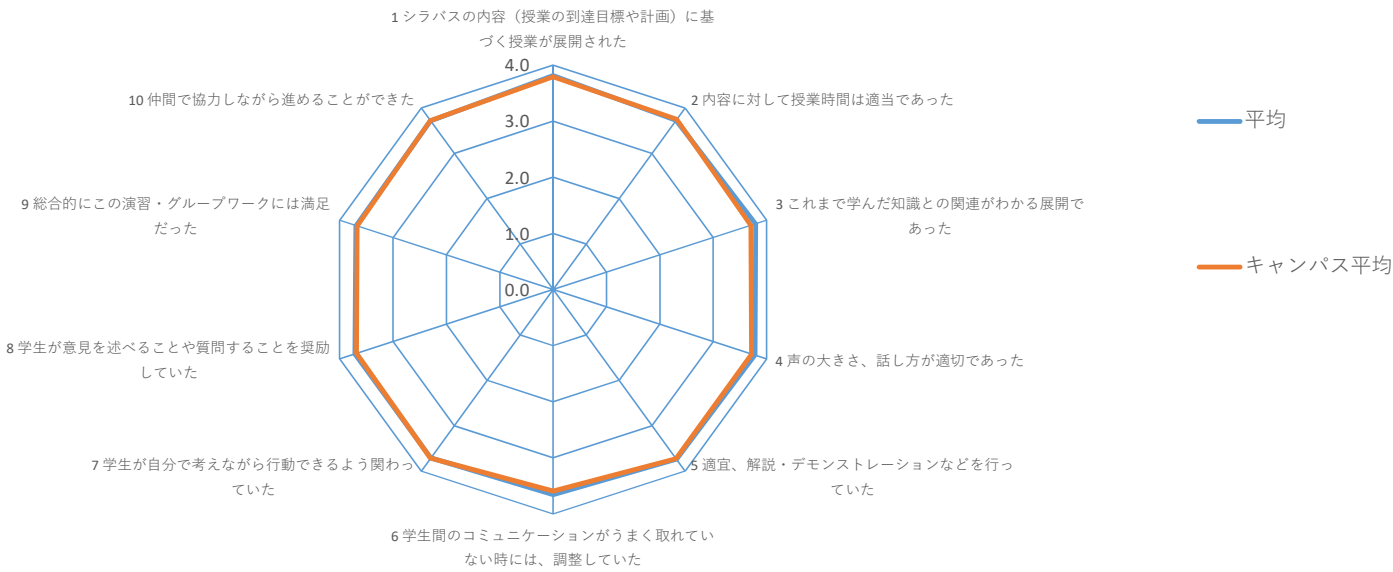 1 シラバスの内容（授業の到達目標や計画）に基
づく授業が展開された
4.0
10 仲間で協力しながら進めることができた
2 内容に対して授業時間は適当であった
平均
3.0
2.0
9 総合的にこの演習・グループワークには満足
だった
3 これまで学んだ知識との関連がわかる展開で
あった
1.0
キャンパス平均
0.0
8 学生が意見を述べることや質問することを奨励
していた
4 声の大きさ、話し方が適切であった
7 学生が自分で考えながら行動できるよう関わっ
ていた
5 適宜、解説・デモンストレーションなどを行っ
ていた
6 学生間のコミュニケーションがうまく取れてい
ない時には、調整していた